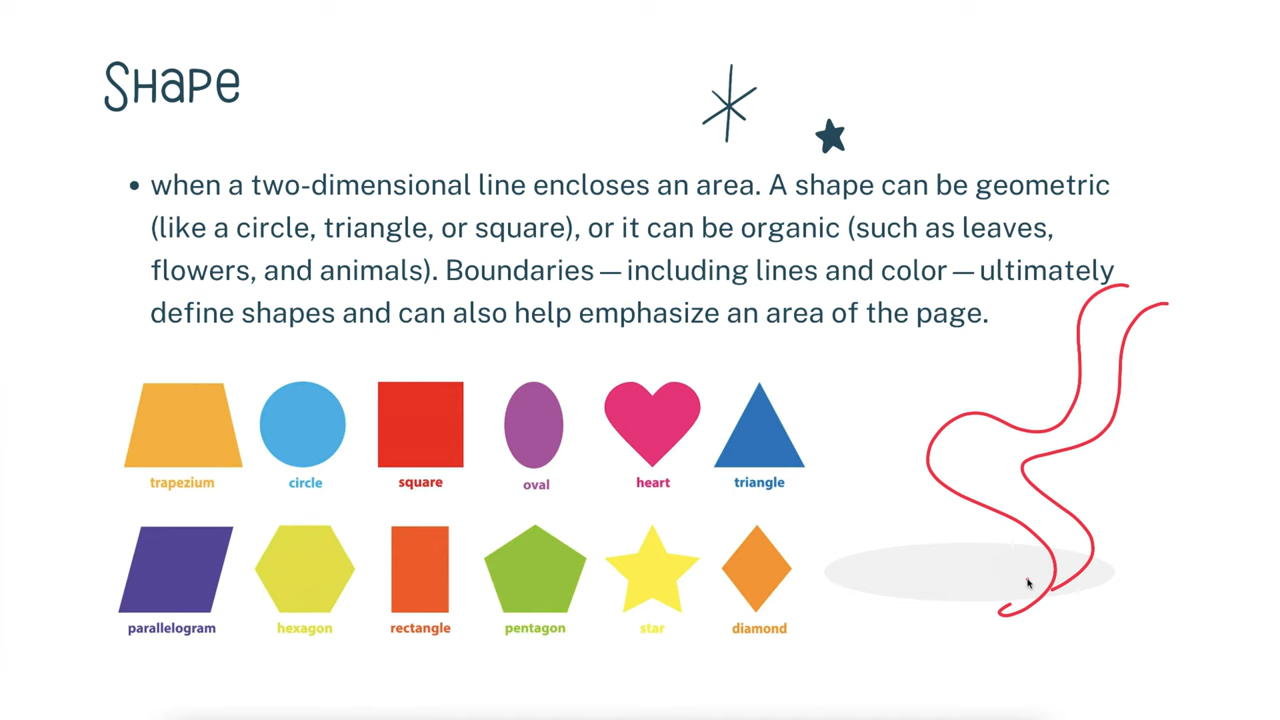 Shape
• when a two-dimensional line encloses an area. A shape can be geometric
(like a circle, triangle, or square), or it can be organic (such as leaves,
flowers, and animals). Boundaries—including lines and color—ultimately
define shapes and can also help emphasize an area of the page.
trapezium circle square oval heart triangle
parallelogram hexagon rectangle pentagon star diamond